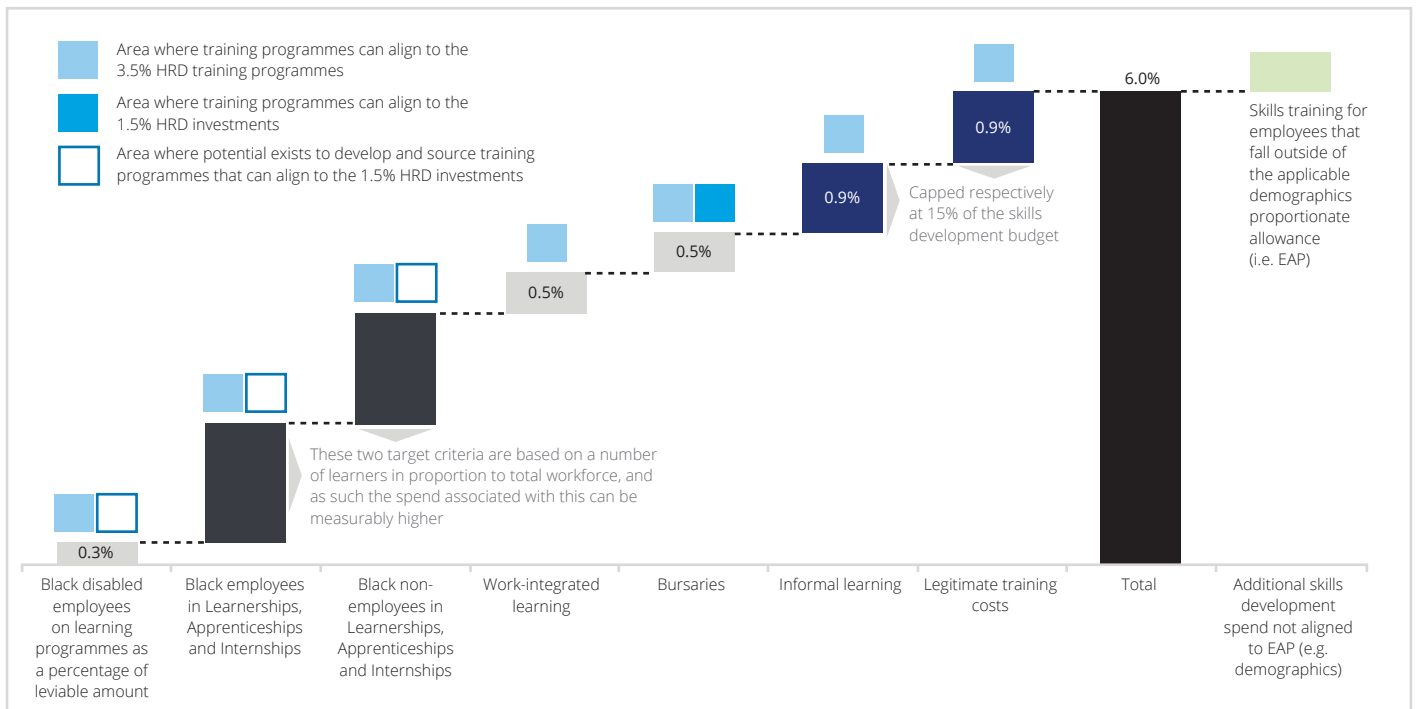 Area where training programmes can align to the
3.5% HRD training programmes
Area where training programmes can align to the
1.5% HRD investments
Area where potential exists to develop and source training
programmes that can align to the 1.5% HRD investments
0.3%
0.5%
0.5%
0.9%
0.9%
6.0%
These two target criteria are based on a number
of learners in proportion to total workforce, and
as such the spend associated with this can be
measurably higher
Capped respectively
at 15% of the skills
development budget
Skills training for
employees that
fall outside of
the applicable
demographics
proportionate
allowance
(i.e. EAP)
Black disabled
employees
on learning
programmes as
a percentage of
leviable amount
Black employees
in Learnerships,
Apprenticeships
and Internships
Black non-
employees in
Learnerships,
Apprenticeships
and Internships
Work-integrated
learning
Bursaries
Informal learning
Legitimate training
costs
Total
Additional skills
development
spend not aligned
to EAP (e.g.
demographics)